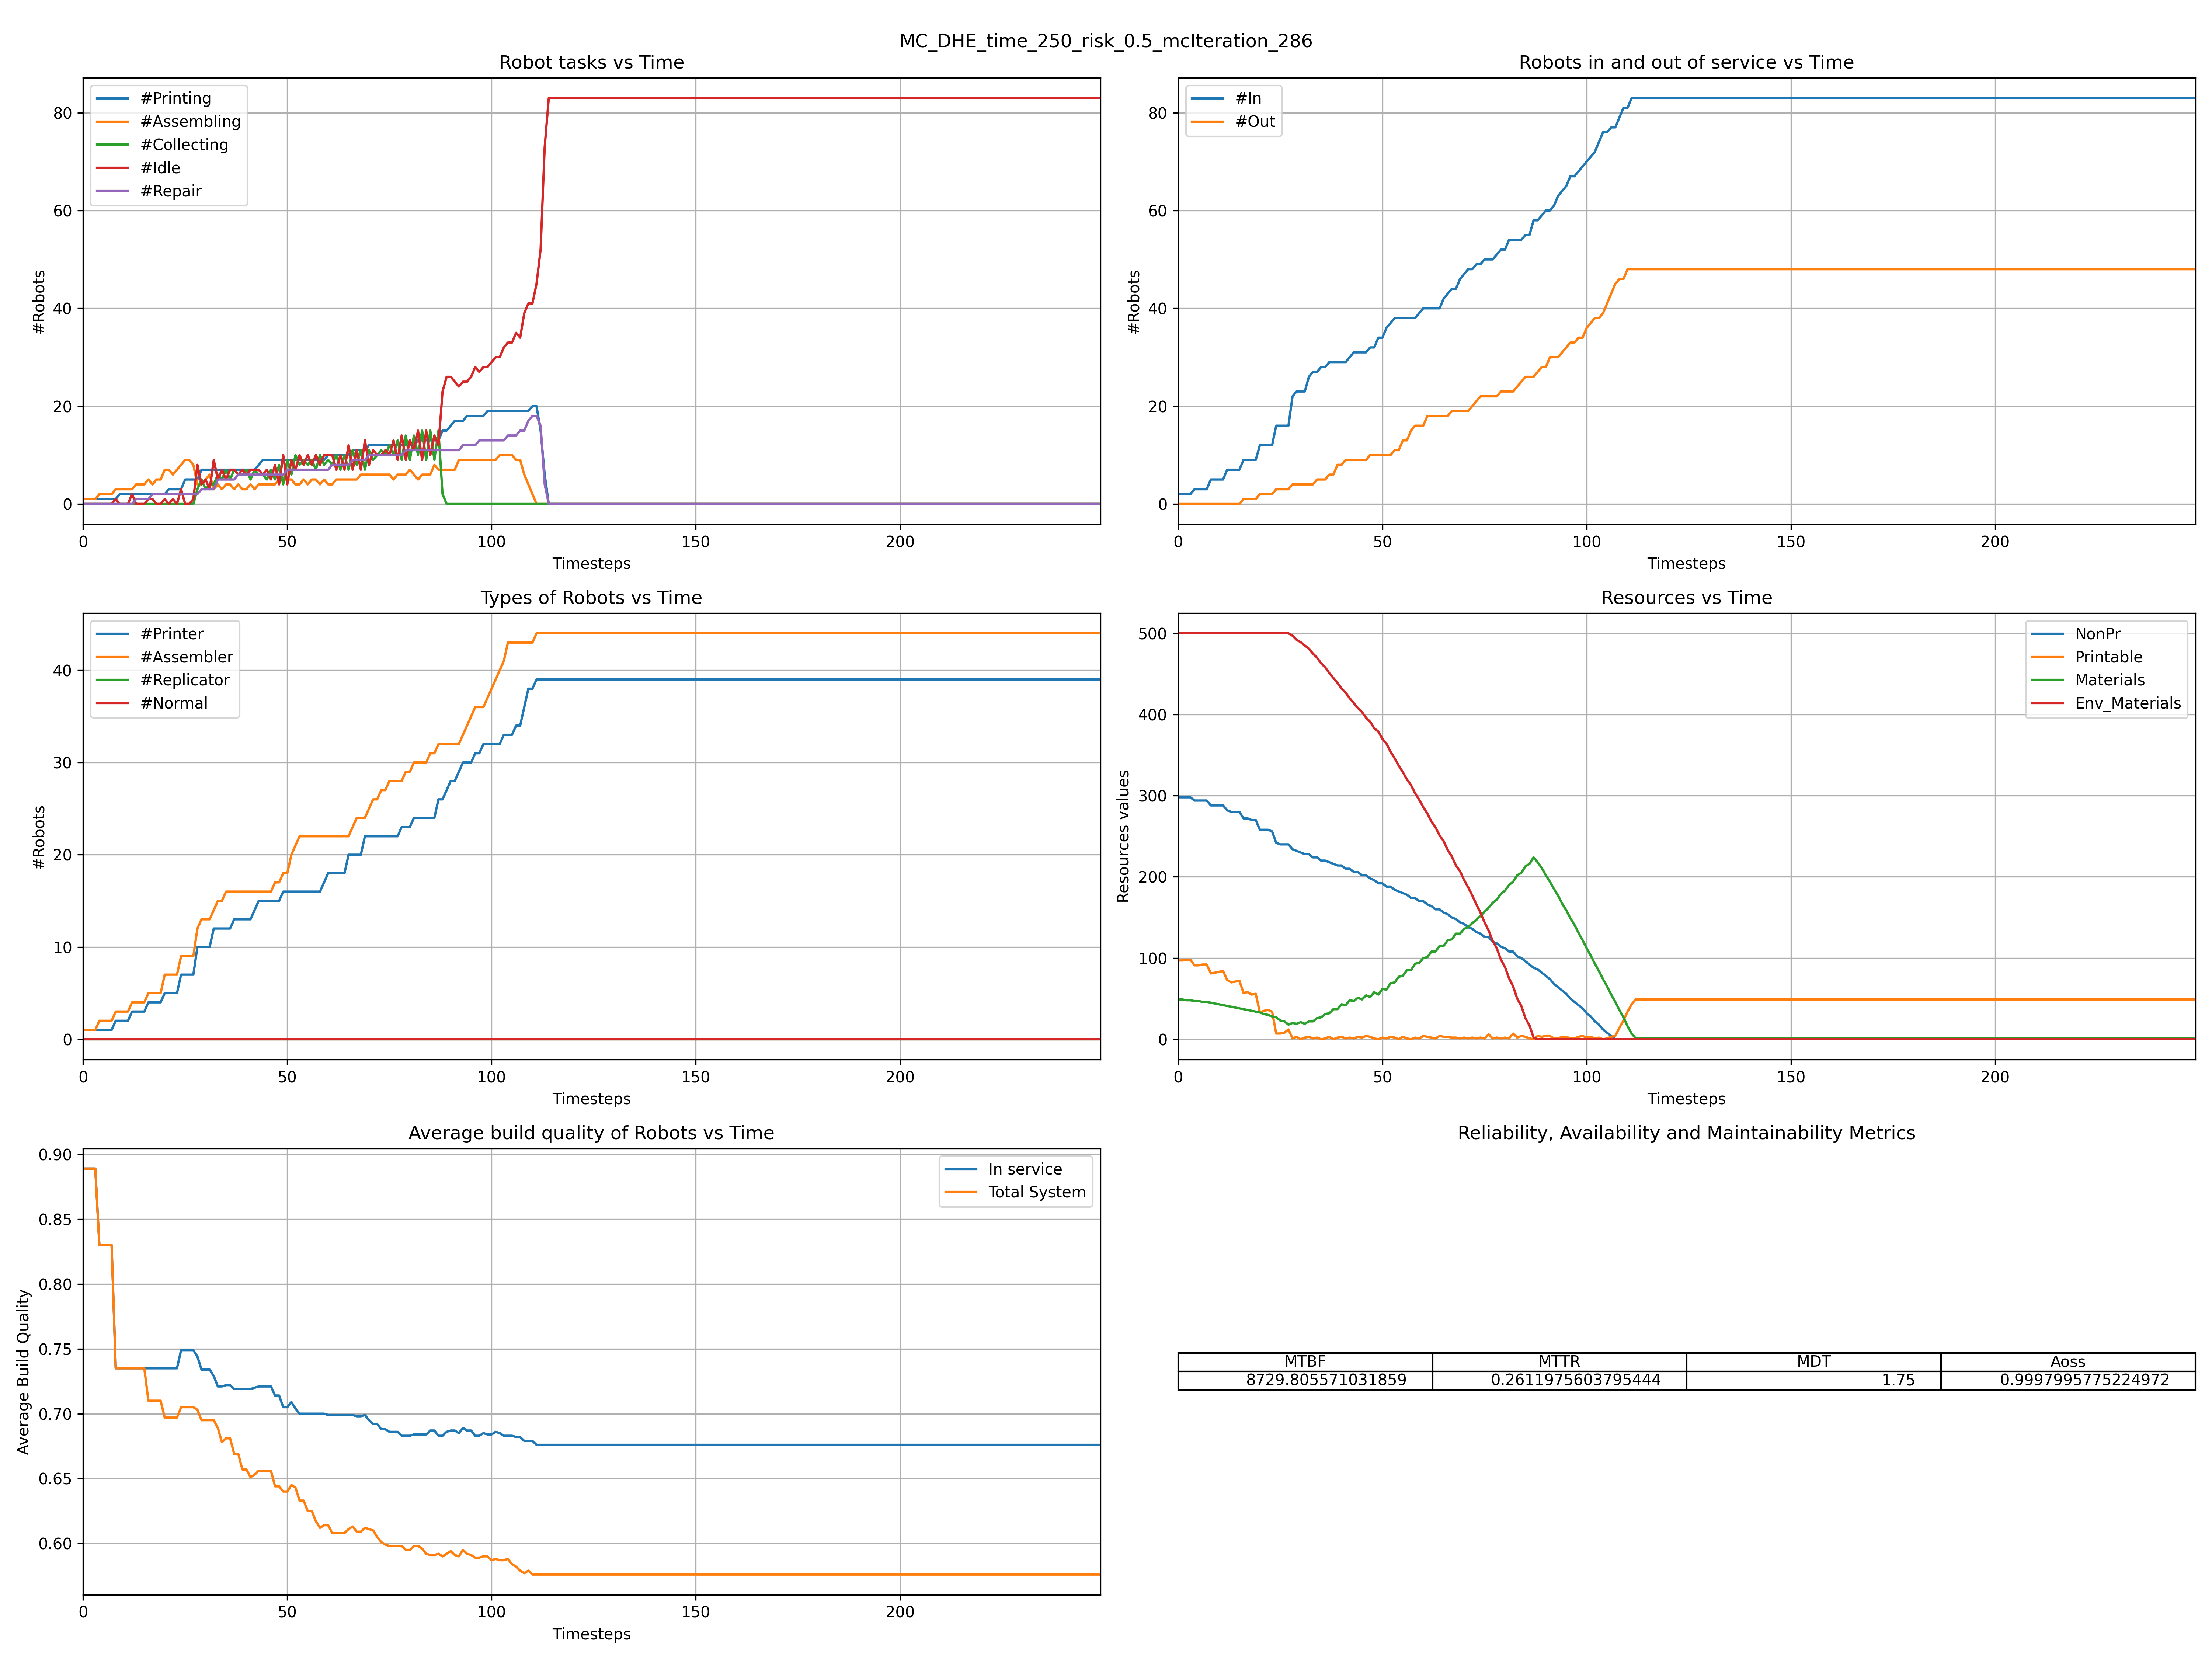 MC_DHE_time_250_risk_0.5_mcIteration_286
Robot tasks vs Time
#Robots
80
60
40
20
0
#Printing
#Assembling
#Collecting
#Idle
#Repair
0 50 100 150 200
Timesteps
Robots in and out of service vs Time
#Robots
80
60
40
20
0
#In
#Out
0 50 100 150 200
Timesteps
Types of Robots vs Time
#Robots
40
30
20
10
0
#Printer
#Assembler
#Replicator
#Normal
0 50 100 150 200
Timesteps
Resources vs Time
Resources values
500
400
300
200
100
0
NonPr
Printable
Materials
Env_Materials
0 50 100 150 200
Timesteps
Average build quality of Robots vs Time
Average Build Quality
0.90
0.85
0.80
0.75
0.70
0.65
0.60
In service
Total System
0 50 100 150 200
Timesteps
Reliability, Availability and Maintainability Metrics
MTBF MTTR MDT Aoss
8729.805571031859 0.2611975603795444 1.75 0.9997995775224972